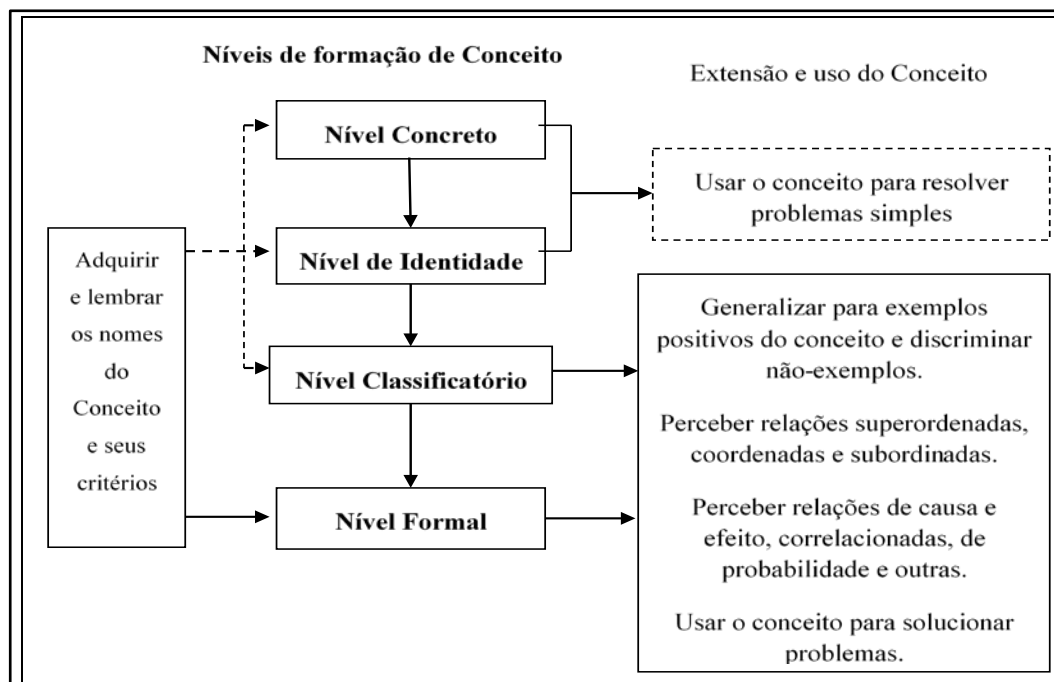 Níveis de formação de Conceito
Extensão e uso do Conceito
Adquirir
e lembrar
os nomes
do
Conceito
e seus
critérios
Nível Concreto
Nível de Identidade
Nível Classificatório
Nível Formal
Usar o conceito para resolver
problemas simples
Generalizar para exemplos
positivos do conceito e discriminar
não-exemplos.
Perceber relações superordenadas,
coordenadas e subordinadas.
Perceber relações de causa e
efeito, correlacionadas, de
probabilidade e outras.
Usar o conceito para solucionar
problemas.